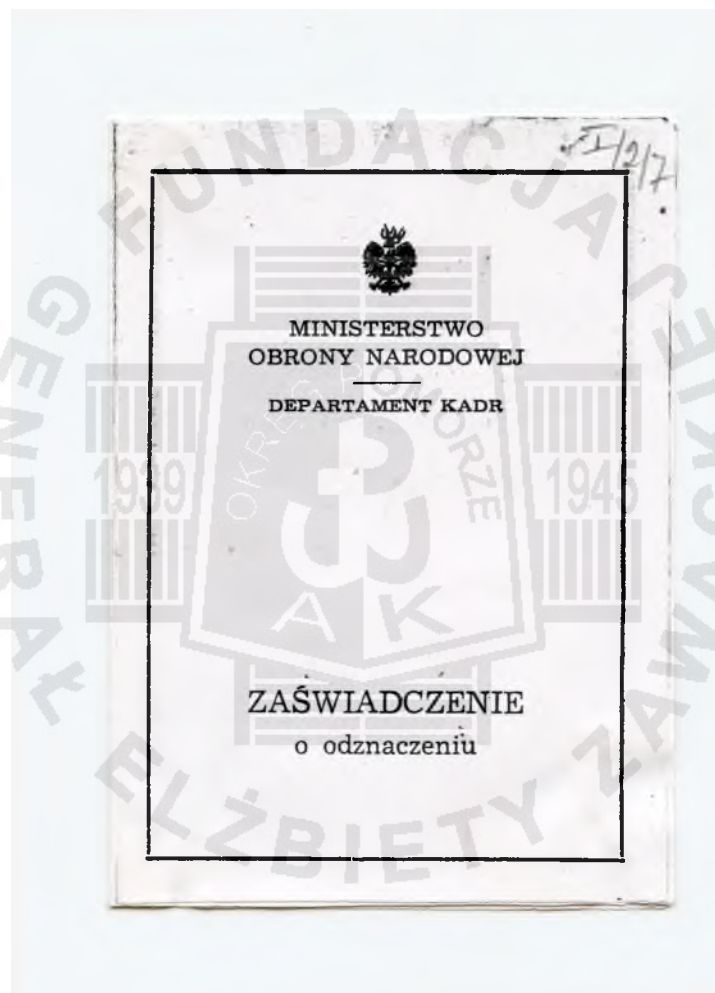 I/2/7
MINISTERSTWO
OBRONY NARODOWEJ
DEPARTAMENT KADR
ZAŚWIADCZENIE
o odznaczeniu
FUNDACJA
GENERAŁ
ELŻBIETY ZAWACKIEJ
OKRĘG POMORZE
1939
1945
AK